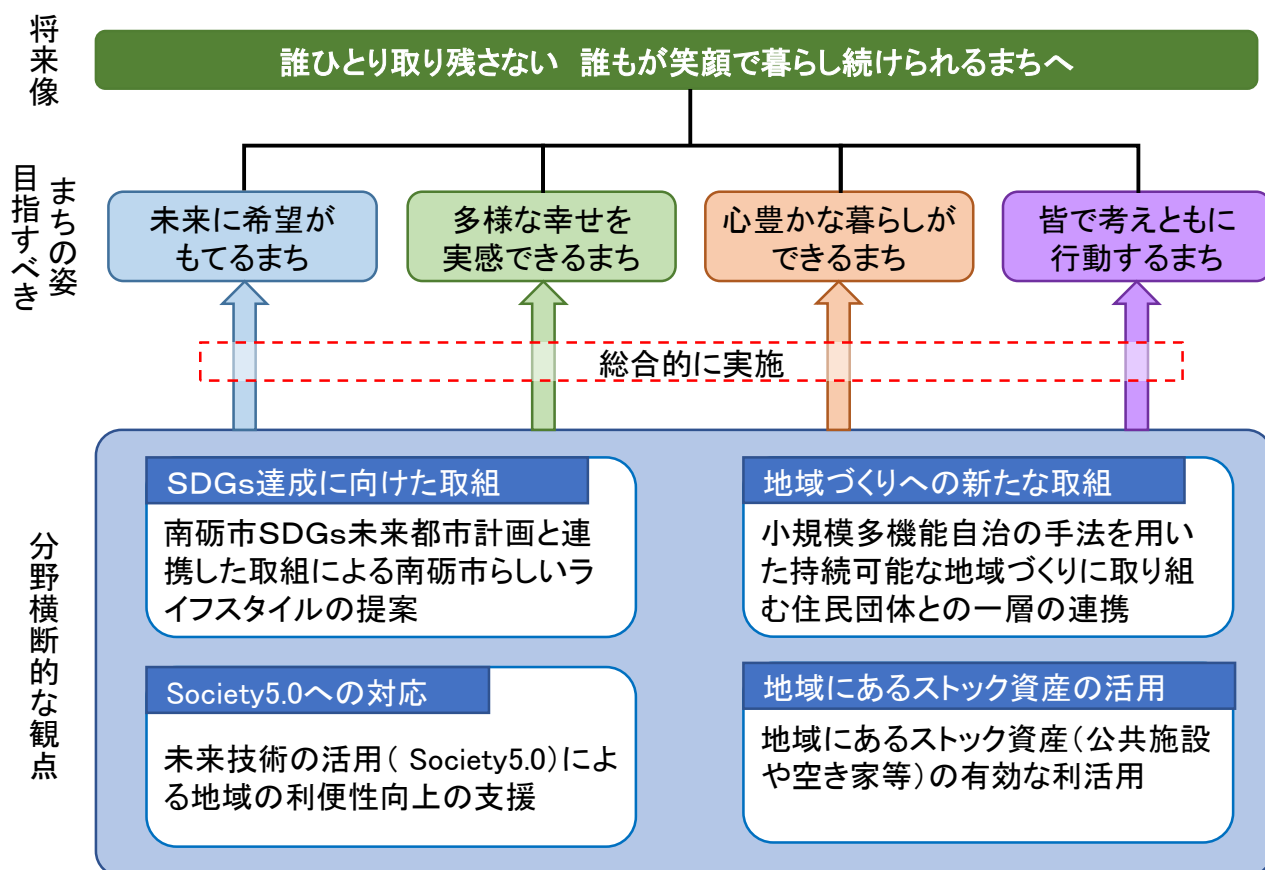 将来像
誰ひとり取り残さない 誰もが笑顔で暮らし続けられるまちへ
目指すべき
まちの姿
未来に希望が
もてるまち
多様な幸せを
実感できるまち
心豊かな暮らしが
できるまち
皆で考えともに
行動するまち
総合的に実施
分野横断的な観点
SDGs達成に向けた取組
南砺市SDGs未来都市計画と連
携した取組による南砺市らしいラ
イフスタイルの提案
地域づくりへの新たな取組
小規模多機能自治の手法を用い
た持続可能な地域づくりに取り組
む住民団体との一層の連携
Society5.0への対応
未来技術の活用( Society5.0)によ
る地域の利便性向上の支援
地域にあるストック資産の活用
地域にあるストック資産(公共施設
や空き家等)の有効な利活用